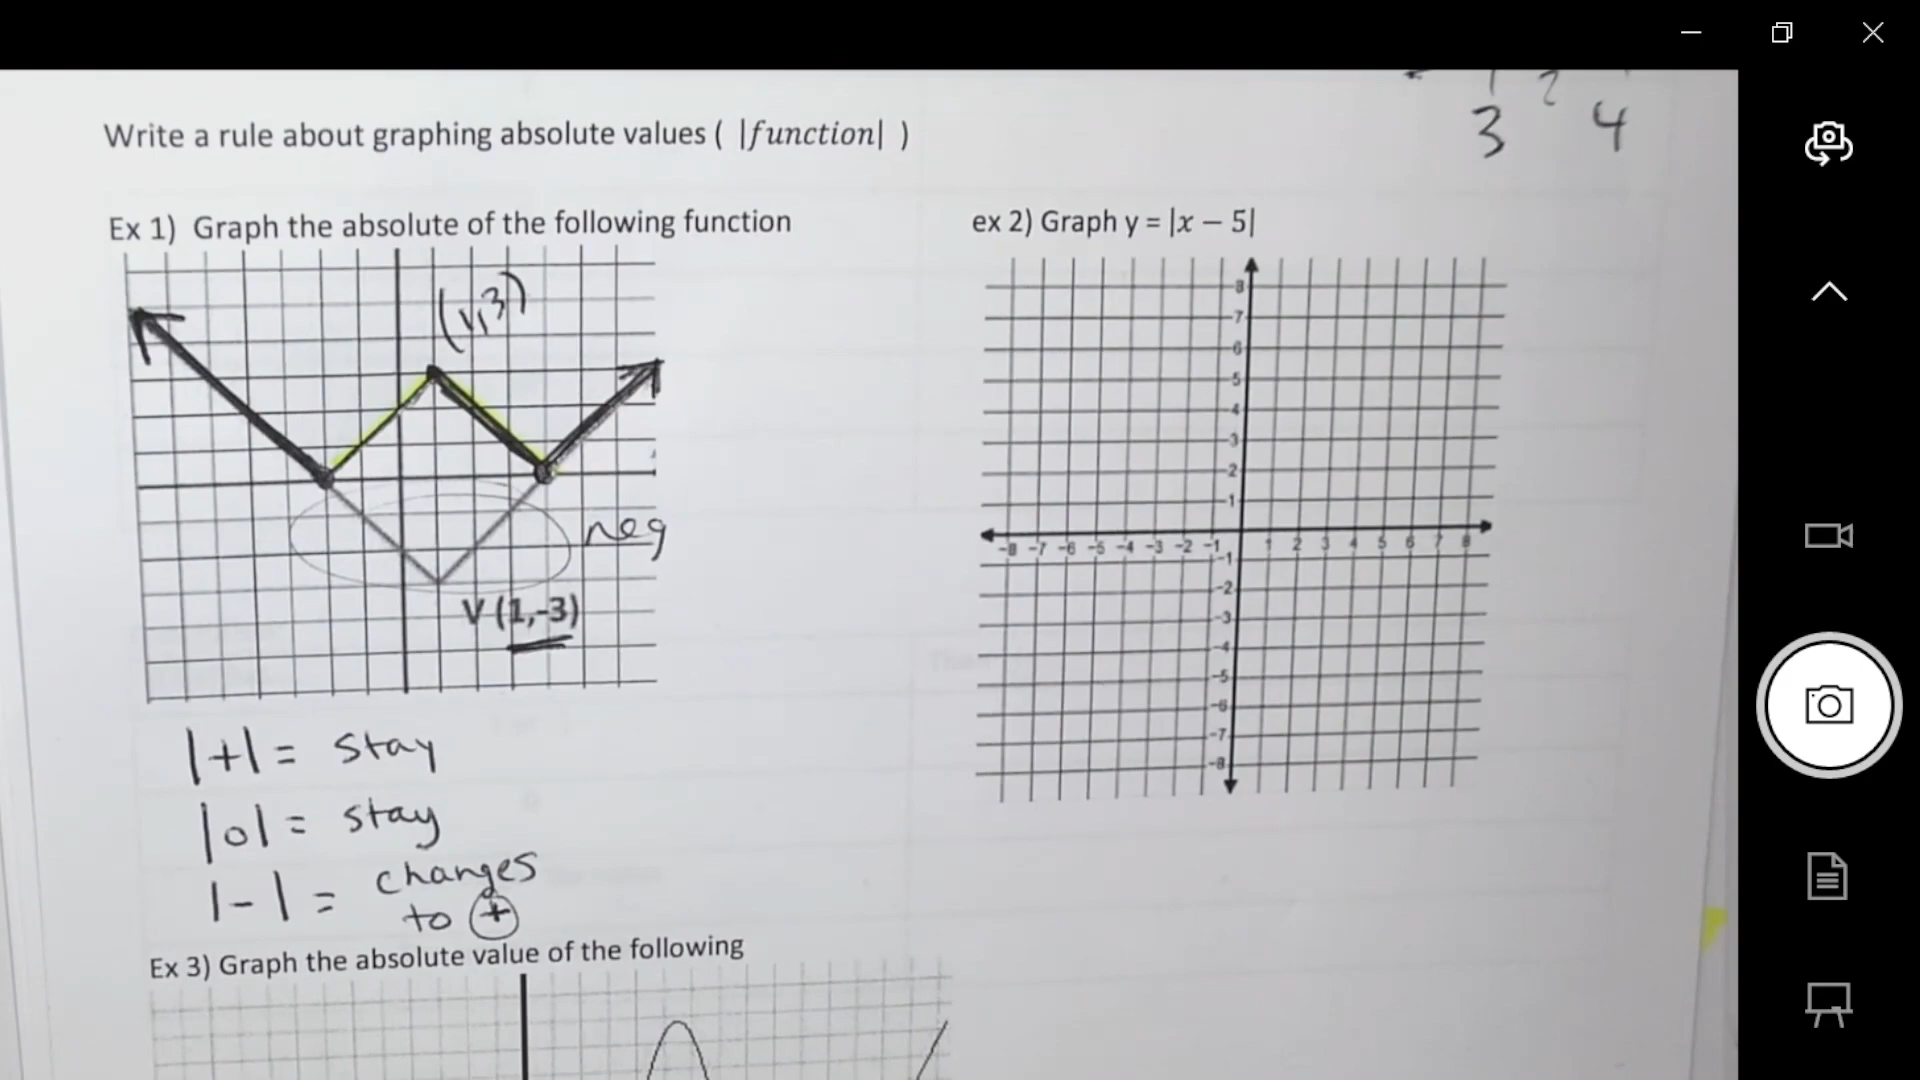 3 4
Write a rule about graphing absolute values ( |function| )
Ex 1) Graph the absolute of the following function
(1,3)
neg
V (1,-3)
|+| = stay
|0| = stay
|-| = changes
to +
ex 2) Graph y = |x – 5|
8
7
6
5
4
3
2
1
-8 -7 -6 -5 -4 -3 -2 -1 1 2 3 4 5 6 7 8
-1
-2
-3
-4
-5
-6
-7
-8
Ex 3) Graph the absolute value of the following